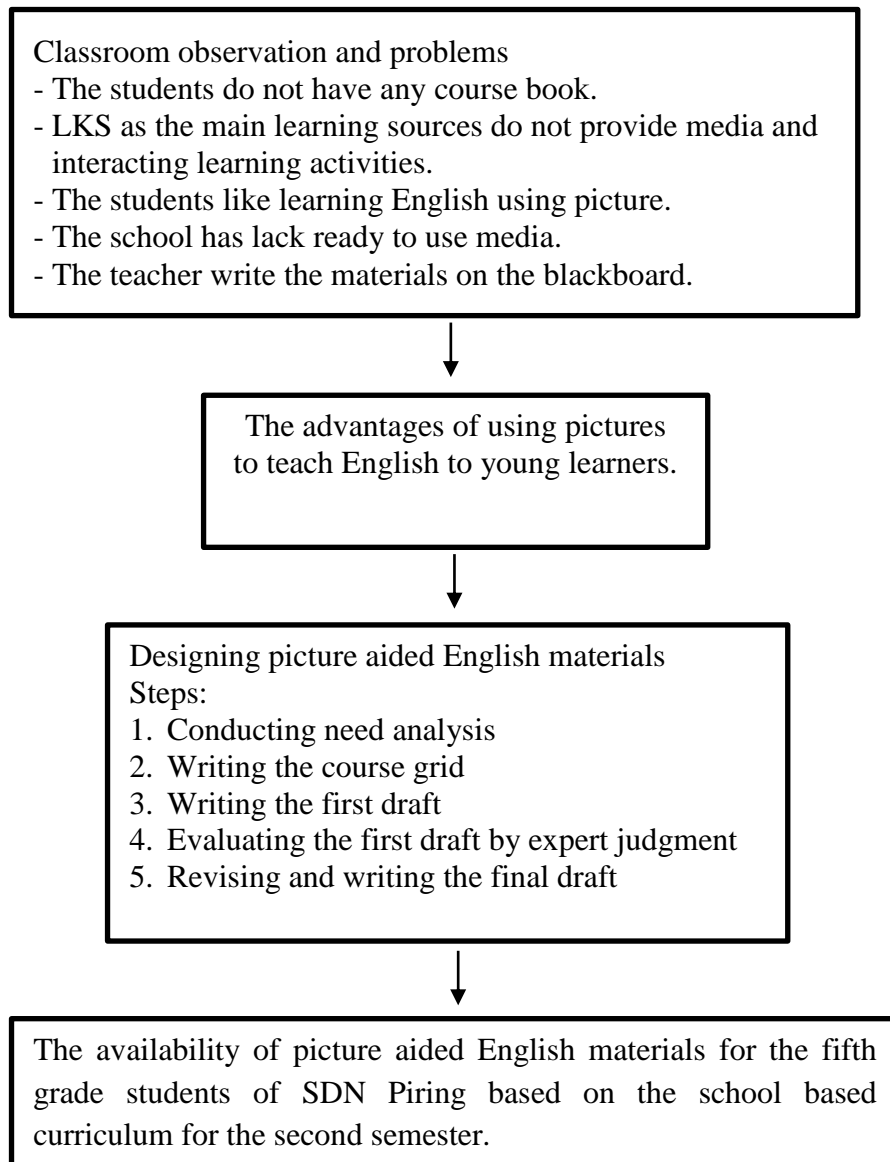 Classroom observation and problems
- The students do not have any course book.
- LKS as the main learning sources do not provide media and
interacting learning activities.
- The students like learning English using picture.
- The school has lack ready to use media.
- The teacher write the materials on the blackboard.
The advantages of using pictures
to teach English to young learners.
Designing picture aided English materials
Steps:
1. Conducting need analysis
2. Writing the course grid
3. Writing the first draft
4. Evaluating the first draft by expert judgment
5. Revising and writing the final draft
The availability of picture aided English materials for the fifth
grade students of SDN Piring based on the school based
curriculum for the second semester.